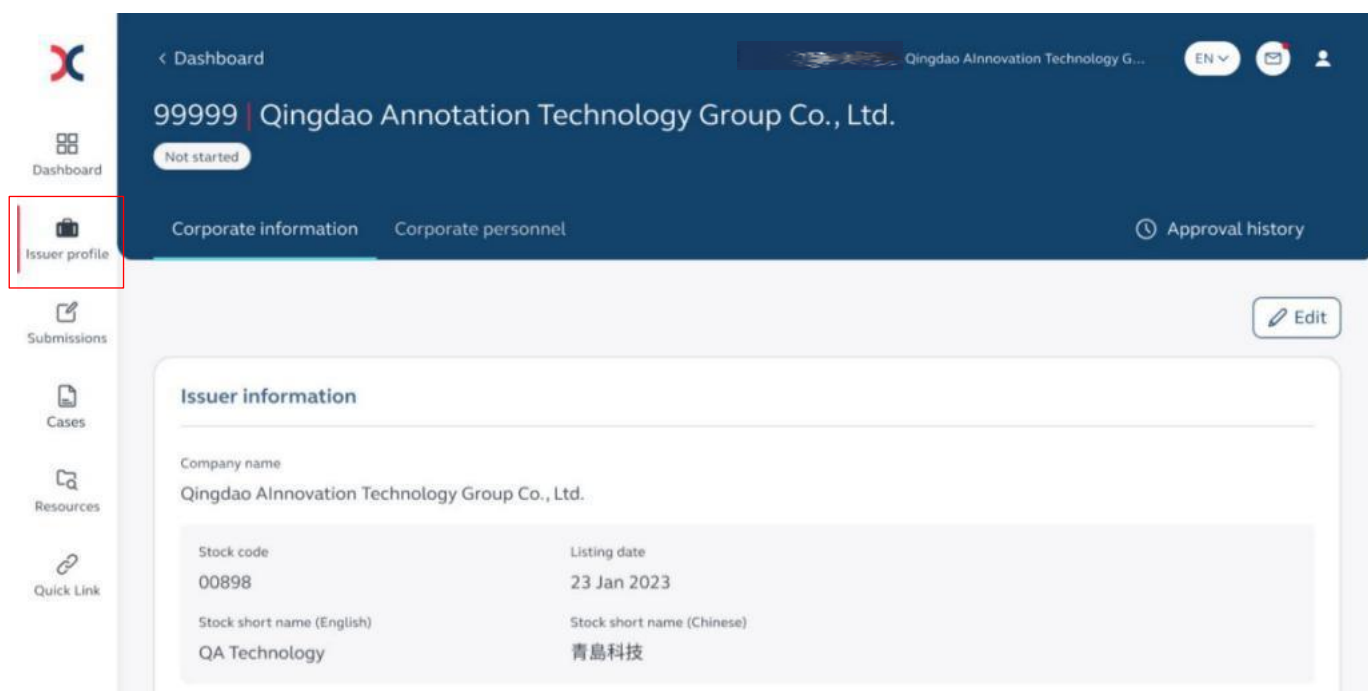 < Dashboard
Qingdao AInnovation Technology G...
EN
99999 | Qingdao Annotation Technology Group Co., Ltd.
Not started
Dashboard
Issuer profile
Corporate information
Corporate personnel
Approval history
Submissions
Edit
Cases
Issuer information
Company name
Qingdao AInnovation Technology Group Co., Ltd.
Resources
Stock code
Listing date
00898
23 Jan 2023
Quick Link
Stock short name (English)
Stock short name (Chinese)
QA Technology
青島科技